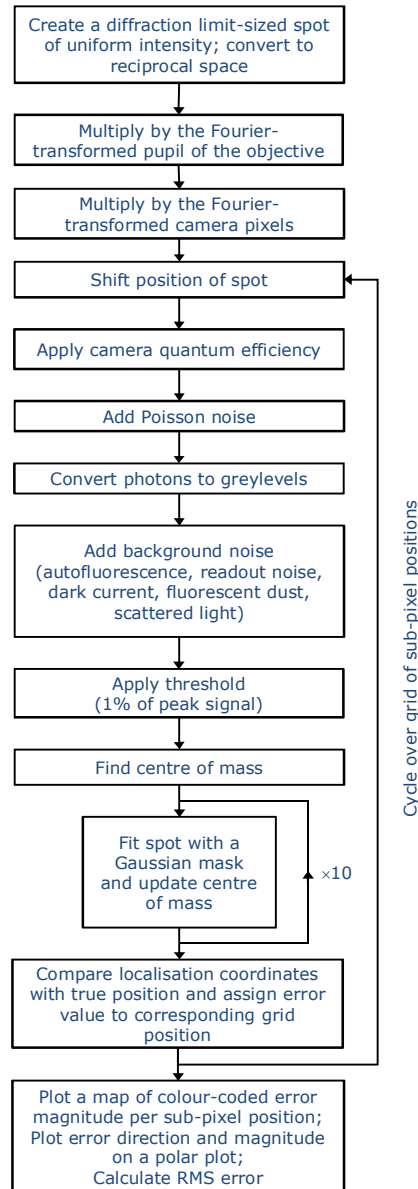 Create a diffraction limit-sized spot
of uniform intensity; convert to
reciprocal space
Multiply by the Fourier-
transformed pupil of the objective
Multiply by the Fourier-
transformed camera pixels
Shift position of spot
Apply camera quantum efficiency
Add Poisson noise
Convert photons to greylevels
Add background noise
(autofluorescence, readout noise,
dark current, fluorescent dust,
scattered light)
Apply threshold
(1% of peak signal)
Find centre of mass
Fit spot with a
Gaussian mask
and update centre
of mass
×10
Compare localisation coordinates
with true position and assign error
value to corresponding grid
position
Cycle over grid of sub-pixel positions
Plot a map of colour-coded error
magnitude per sub-pixel position;
Plot error direction and magnitude
on a polar plot;
Calculate RMS error